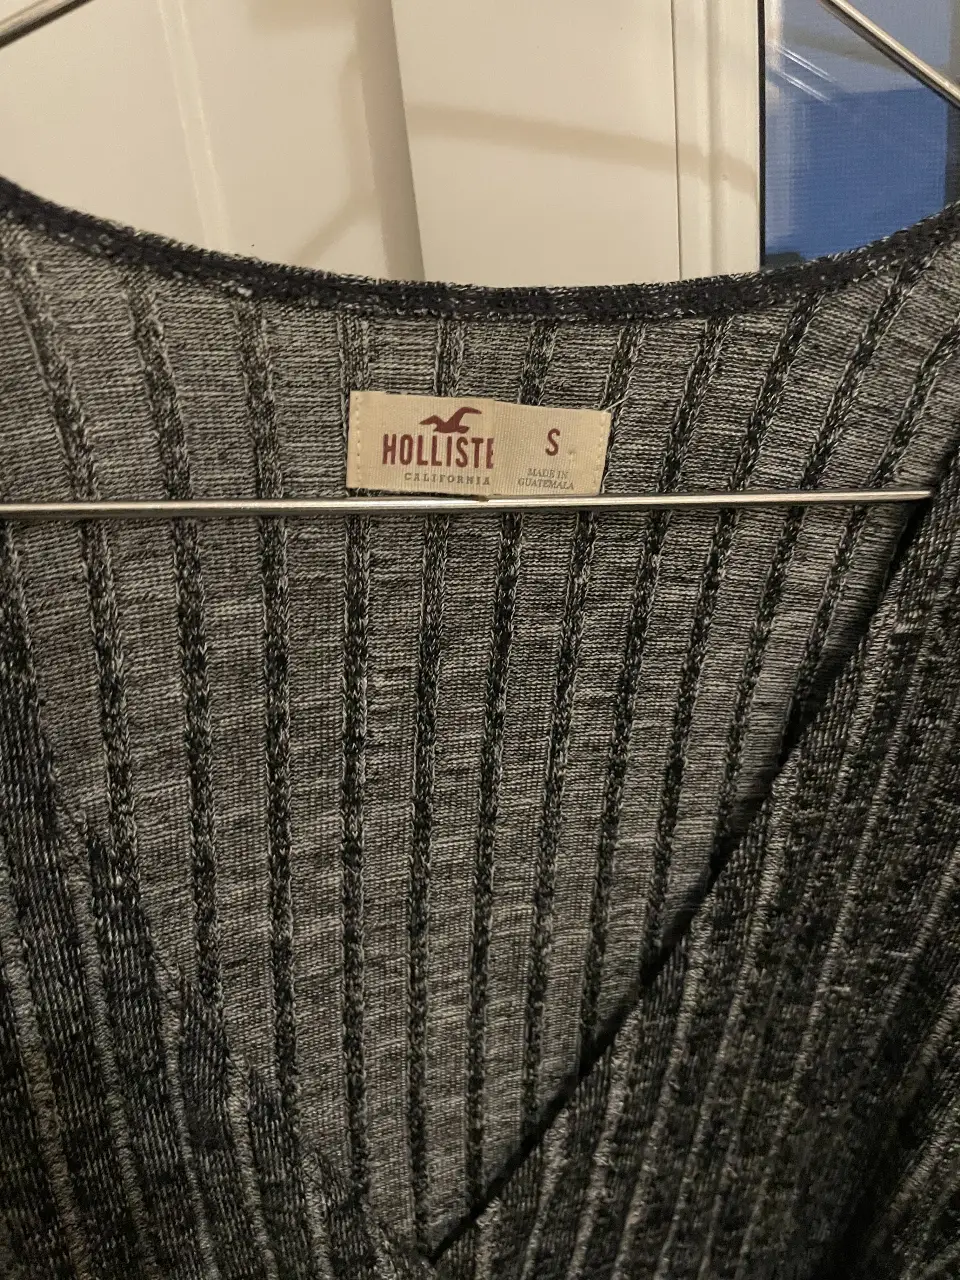 HOLLISTE
CALIFORNIA
S
MADE IN
GUATEMALA